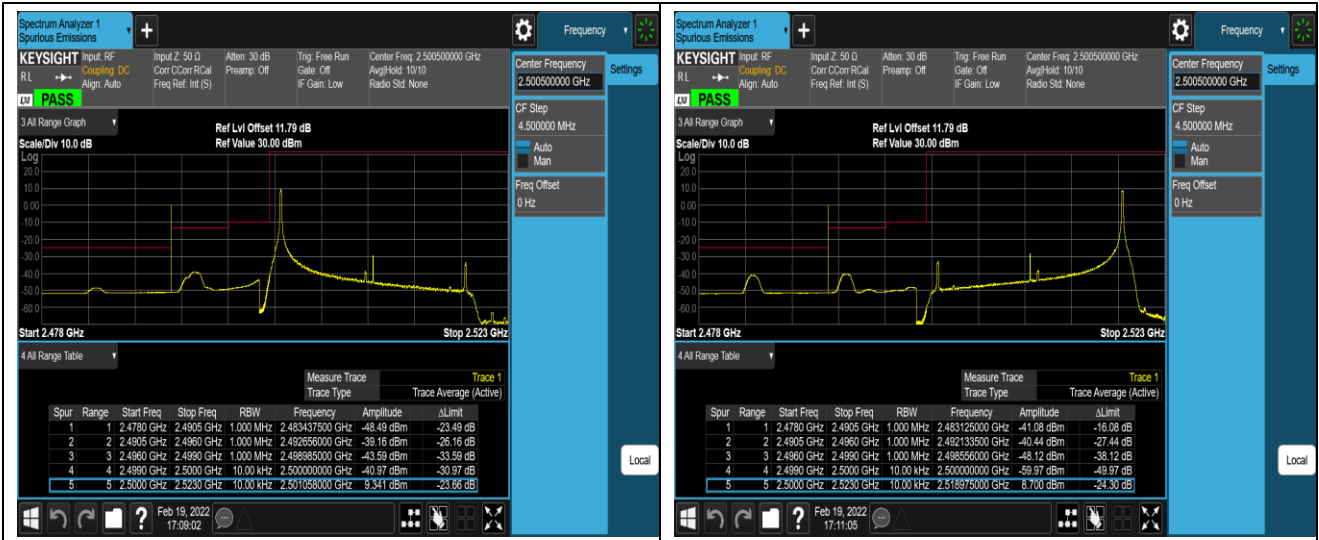 Spectrum Analyzer 1
Spurious Emissions
+
Frequency
KEYSIGHT
Input: RF
Coupling: DC
Align: Auto
Input Z: 50 Ω
Corr CCorr RCal
Freq Ref: Int (S)
Atten: 30 dB
Preamp: Off
Trig: Free Run
Gate: Off
IF Gain: Low
Center Freq: 2.500500000 GHz
Avg|Hold: 10/10
Radio Std: None
RL
LXI PASS
Center Frequency
2.500500000 GHz
Settings
CF Step
4.500000 MHz
Auto
Man
Freq Offset
0 Hz
3 All Range Graph
Ref Lvl Offset 11.79 dB
Scale/Div 10.0 dB
Ref Value 30.00 dBm
Log
20.0
10.0
0.00
-10.0
-20.0
-30.0
-40.0
-50.0
-60.0
Start 2.478 GHz
Stop 2.523 GHz
4 All Range Table
Measure Trace Trace 1
Trace Type Trace Average (Active)
Spur Range Start Freq Stop Freq RBW Frequency Amplitude ΔLimit
1 1 2.4780 GHz 2.4905 GHz 1.000 MHz 2.483437500 GHz -48.49 dBm -23.49 dB
2 2 2.4905 GHz 2.4960 GHz 1.000 MHz 2.492656000 GHz -39.16 dBm -26.16 dB
3 3 2.4960 GHz 2.4990 GHz 1.000 MHz 2.498985000 GHz -43.59 dBm -33.59 dB
4 4 2.4990 GHz 2.5000 GHz 10.00 kHz 2.500000000 GHz -40.97 dBm -30.97 dB
5 5 2.5000 GHz 2.5230 GHz 10.00 kHz 2.501058000 GHz 9.341 dBm -23.66 dB
Local
?
Feb 19, 2022
17:09:02
Spectrum Analyzer 1
Spurious Emissions
+
Frequency
KEYSIGHT
Input: RF
Coupling: DC
Align: Auto
Input Z: 50 Ω
Corr CCorr RCal
Freq Ref: Int (S)
Atten: 30 dB
Preamp: Off
Trig: Free Run
Gate: Off
IF Gain: Low
Center Freq: 2.500500000 GHz
Avg|Hold: 10/10
Radio Std: None
RL
LXI PASS
Center Frequency
2.500500000 GHz
Settings
CF Step
4.500000 MHz
Auto
Man
Freq Offset
0 Hz
3 All Range Graph
Ref Lvl Offset 11.79 dB
Scale/Div 10.0 dB
Ref Value 30.00 dBm
Log
20.0
10.0
0.00
-10.0
-20.0
-30.0
-40.0
-50.0
-60.0
Start 2.478 GHz
Stop 2.523 GHz
4 All Range Table
Measure Trace Trace 1
Trace Type Trace Average (Active)
Spur Range Start Freq Stop Freq RBW Frequency Amplitude ΔLimit
1 1 2.4780 GHz 2.4905 GHz 1.000 MHz 2.483125000 GHz -41.08 dBm -16.08 dB
2 2 2.4905 GHz 2.4960 GHz 1.000 MHz 2.492133500 GHz -40.44 dBm -27.44 dB
3 3 2.4960 GHz 2.4990 GHz 1.000 MHz 2.498556000 GHz -48.12 dBm -38.12 dB
4 4 2.4990 GHz 2.5000 GHz 10.00 kHz 2.500000000 GHz -59.97 dBm -49.97 dB
5 5 2.5000 GHz 2.5230 GHz 10.00 kHz 2.518975000 GHz 8.700 dBm -24.30 dB
Local
?
Feb 19, 2022
17:11:05